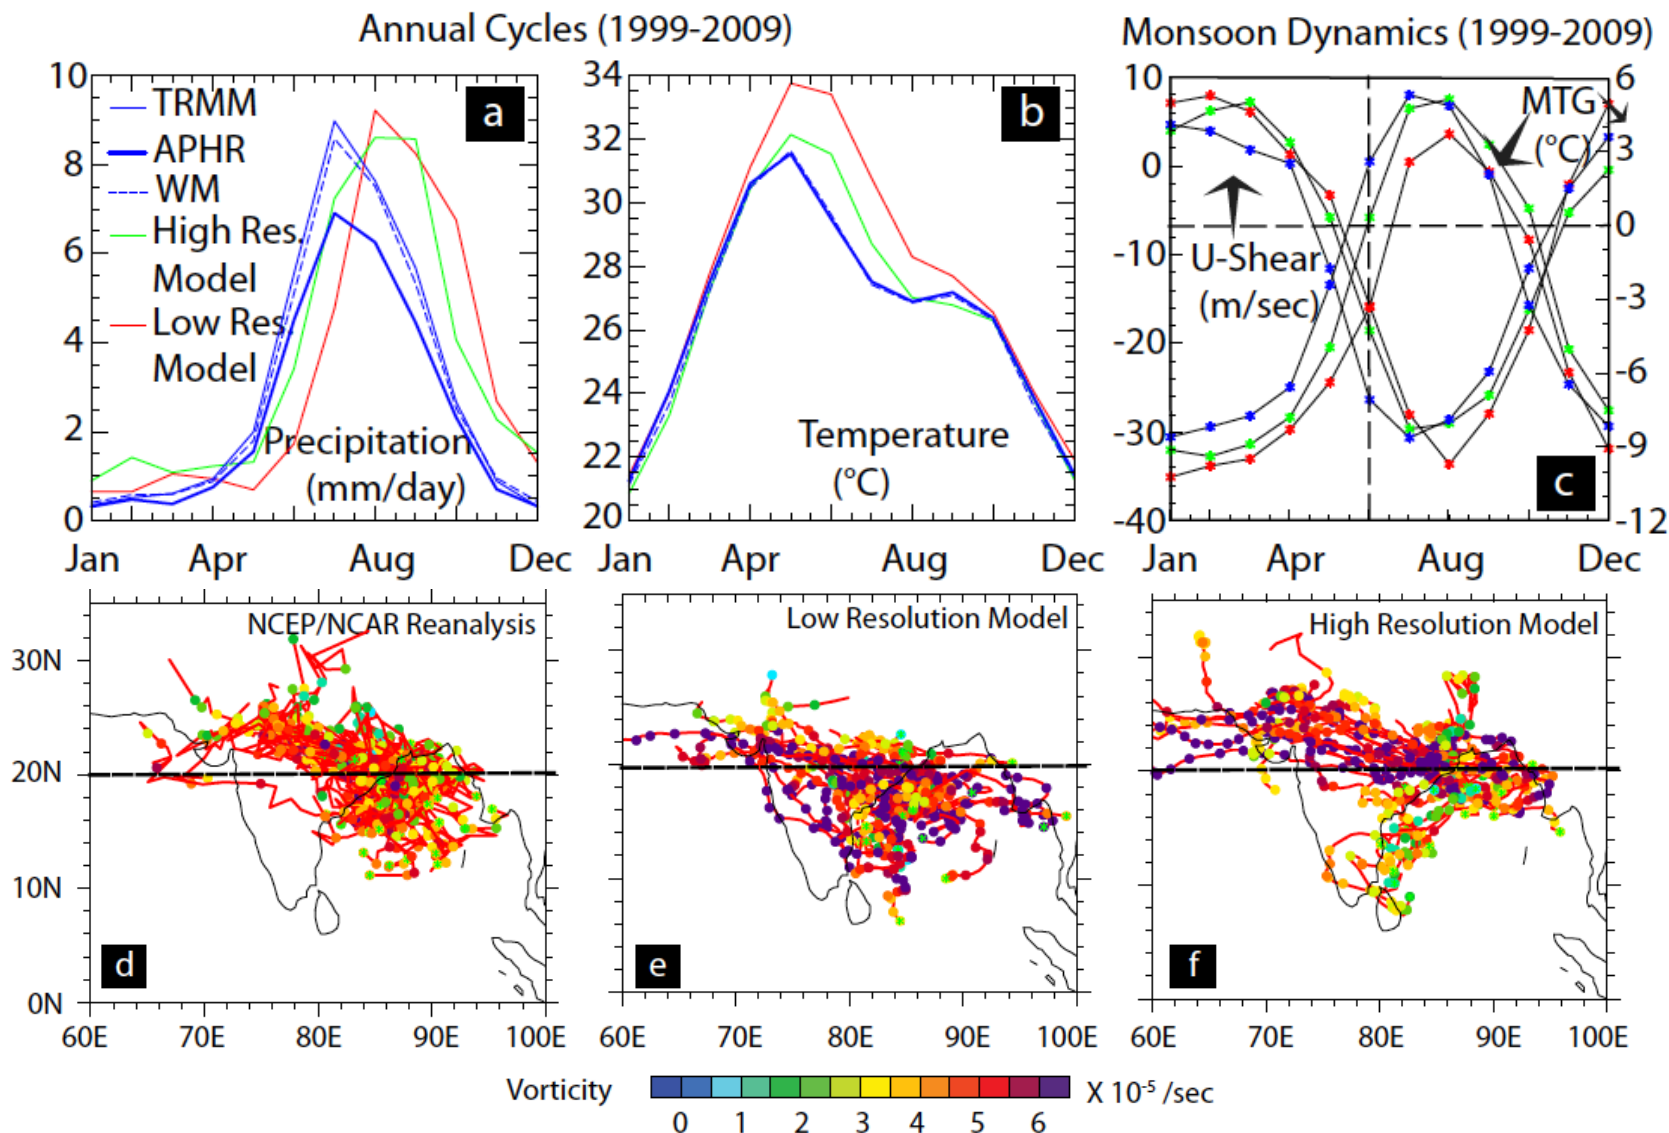 Annual Cycles (1999-2009)
Monsoon Dynamics (1999-2009)
10
8
6
4
2
0
TRMM
APHR
WM
High Res.
Model
Low Res.
Model
a
Precipitation
(mm/day)
Jan Apr Aug Dec
34
32
30
28
26
24
22
20
b
Temperature
(°C)
Apr Aug Dec
10
0
-10
-20
-30
-40
6
3
0
-3
-6
-9
-12
MTG
(°C)
U-Shear
(m/sec)
c
Jan Apr Aug Dec
NCEP/NCAR Reanalysis
30N
20N
10N
0N
d
60E 70E 80E 90E 100E
Low Resolution Model
e
60E 70E 80E 90E 100E
High Resolution Model
f
60E 70E 80E 90E 100E
Vorticity
0 1 2 3 4 5 6
X 10⁻⁵ /sec